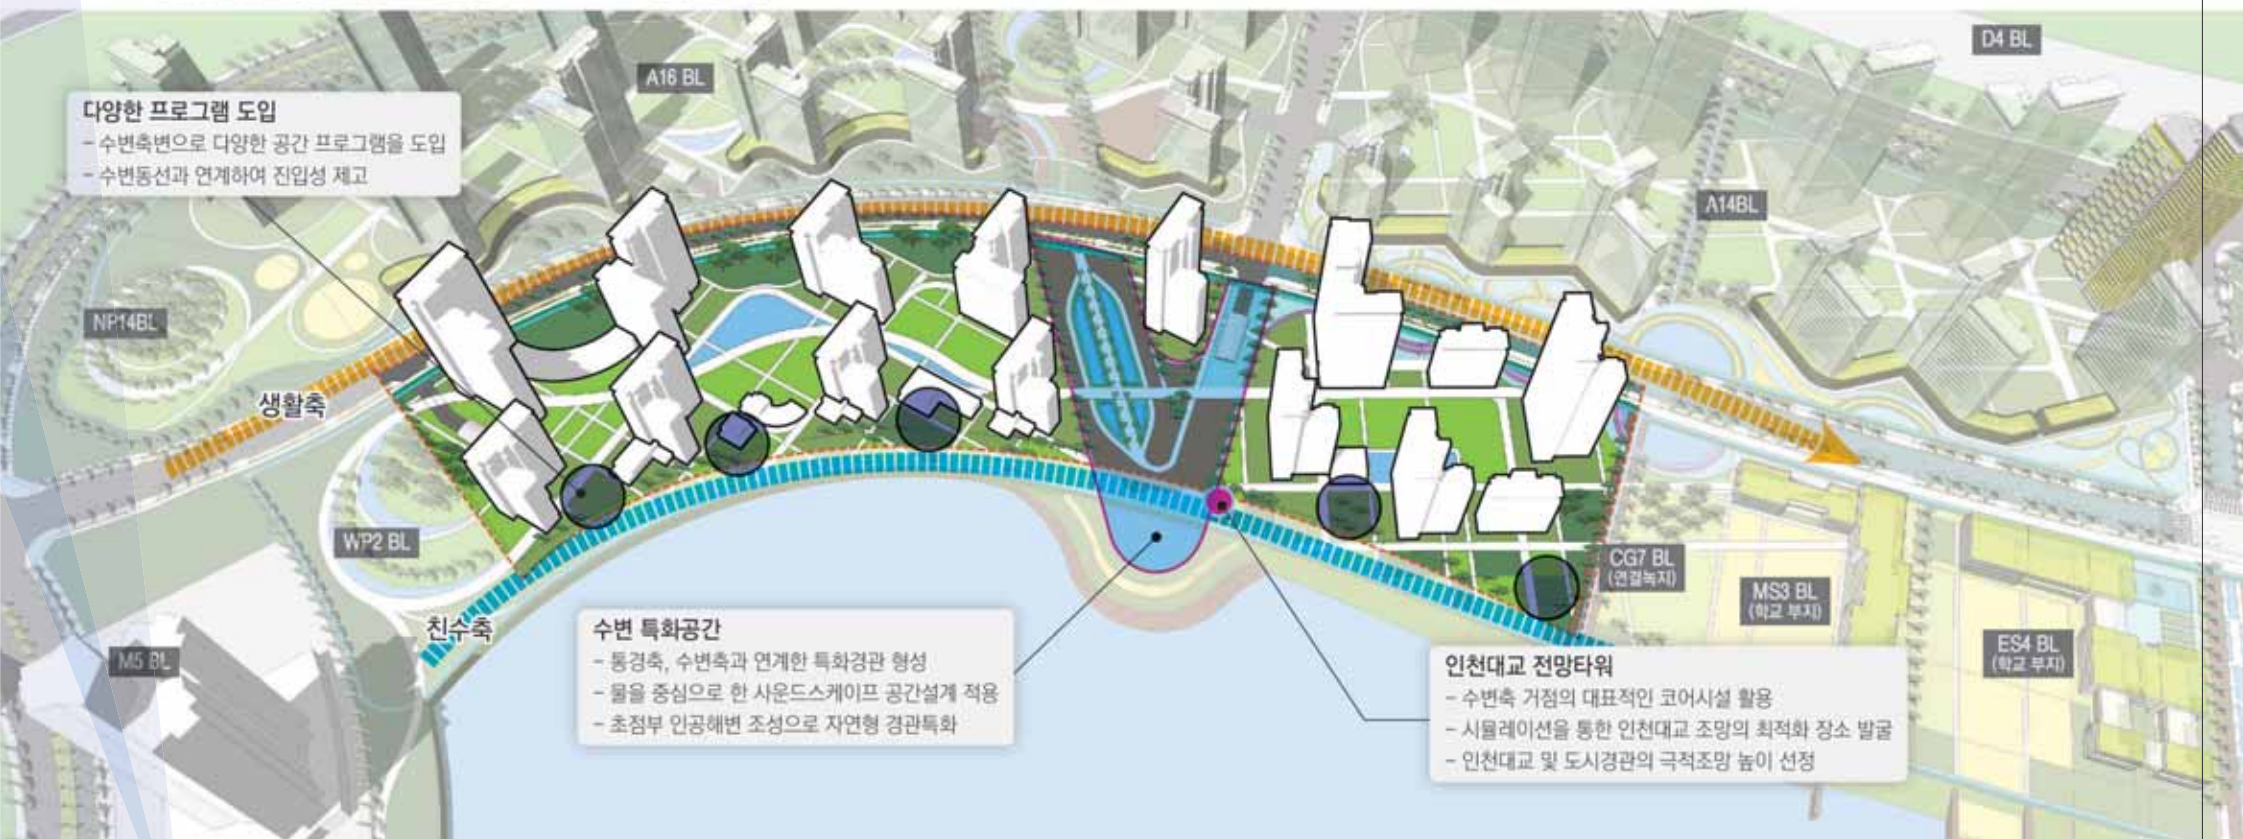 D4 BL
A16 BL
다양한 프로그램 도입
- 수변축변으로 다양한 공간 프로그램을 도입
- 수변동선과 연계하여 진입성 제고
A14BL
NP14BL
생활축
WP2 BL
친수축
M5 BL
CG7 BL
(연결녹지)
MS3 BL
(학교 부지)
ES4 BL
(학교 부지)
수변 특화공간
- 통경축, 수변축과 연계한 특화경관 형성
- 물을 중심으로 한 사운드스케이프 공간설계 적용
- 초점부 인공해변 조성으로 자연형 경관특화
인천대교 전망타워
- 수변축 거점의 대표적인 코어시설 활용
- 시뮬레이션을 통한 인천대교 조망의 최적화 장소 발굴
- 인천대교 및 도시경관의 극적조망 높이 선정